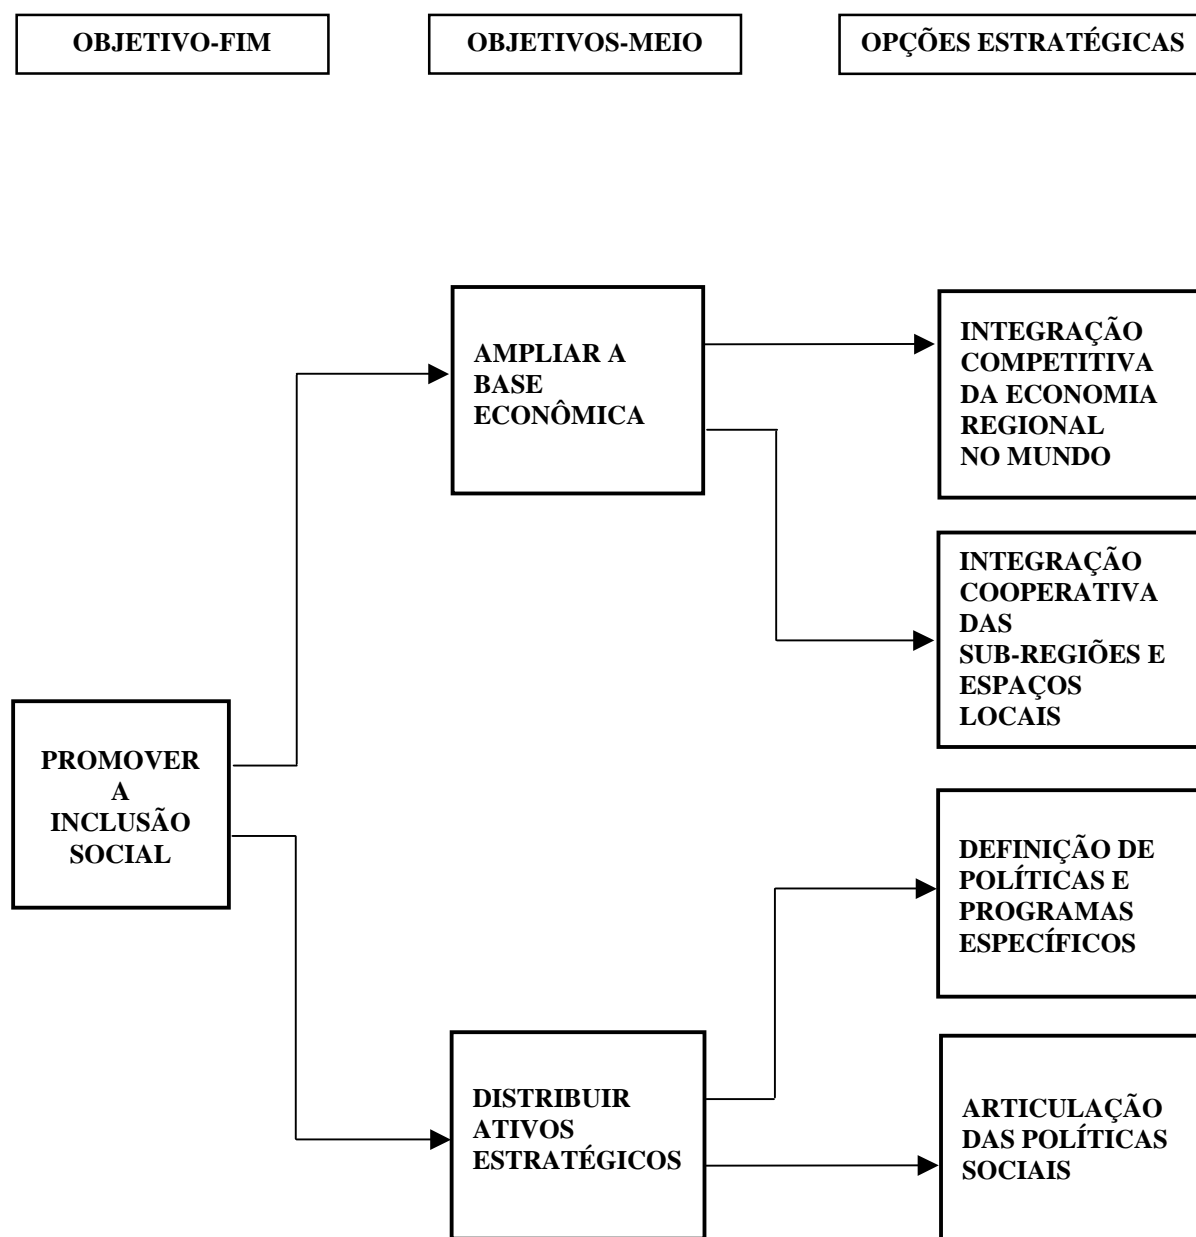 OBJETIVO-FIM
OBJETIVOS-MEIO
OPÇÕES ESTRATÉGICAS
AMPLIAR A
BASE
ECONÔMICA
INTEGRAÇÃO
COMPETITIVA
DA ECONOMIA
REGIONAL
NO MUNDO
INTEGRAÇÃO
COOPERATIVA
DAS
SUB-REGIÕES E
ESPAÇOS
LOCAIS
PROMOVER
A
INCLUSÃO
SOCIAL
DEFINIÇÃO DE
POLÍTICAS E
PROGRAMAS
ESPECÍFICOS
DISTRIBUIR
ATIVOS
ESTRATÉGICOS
ARTICULAÇÃO
DAS POLÍTICAS
SOCIAIS